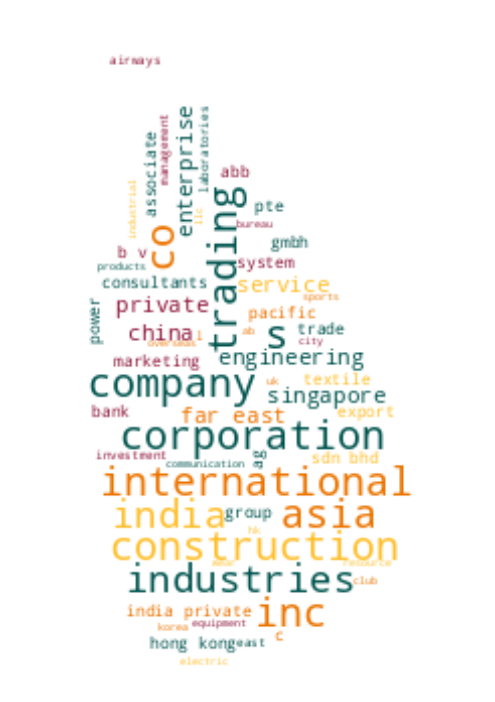 airways
management
laboratories
enterprise
associate
industrial
llc
abb
pte
bureau
co
trading
gmbh
b v
system
products
consultants
service
sports
private
power
pacific
s
trade
china
l
ab
overseas
city
engineering
marketing
company
uk
textile
singapore
bank
far east
export
corporation
investment
communication
ag
sdn bhd
international
india
group
asia
hk
construction
resource
industries
club
india private
inc
korea
equipment
c
hong kong
east
electric